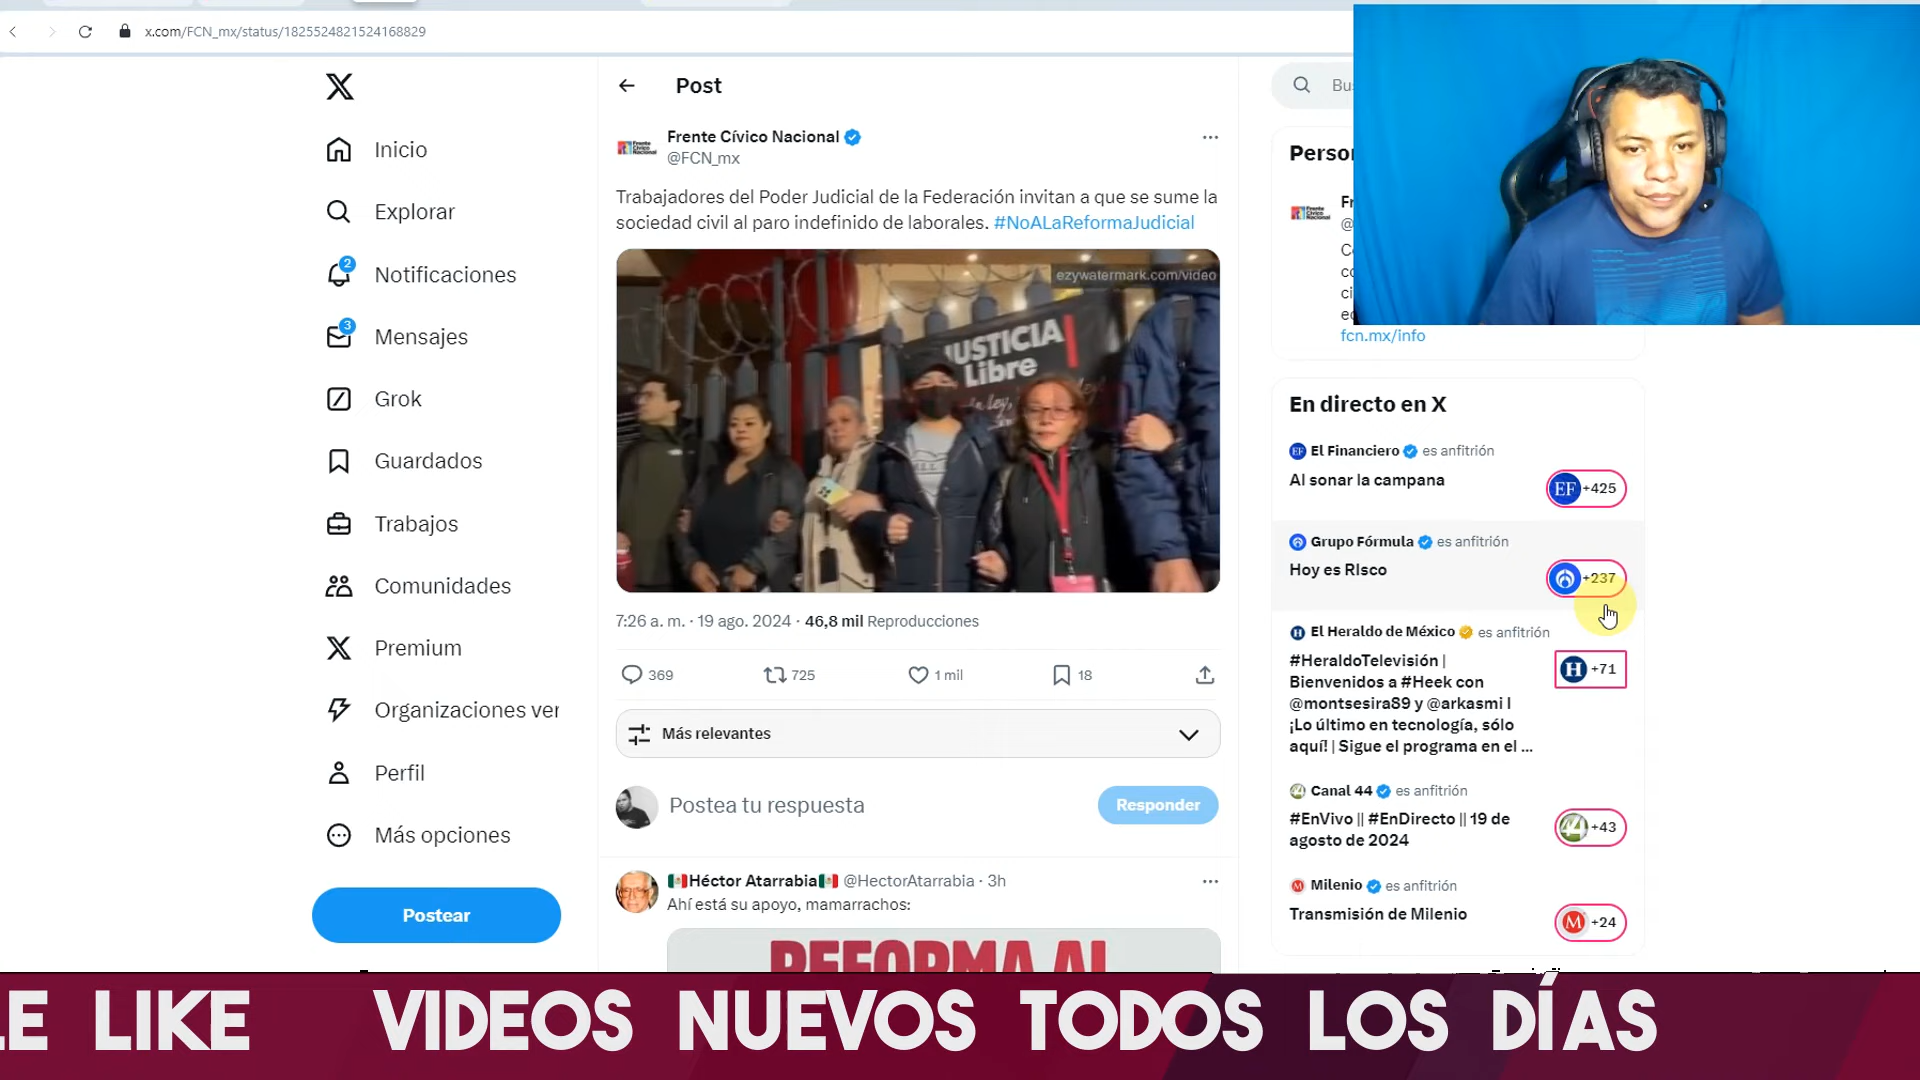 x.com/FCN_mx/status/1825524821524168829
Inicio
Explorar
2
Notificaciones
3
Mensajes
Grok
Guardados
Trabajos
Comunidades
Premium
Organizaciones ver
Perfil
Más opciones
Postear
Post
Frente Cívico Nacional
@FCN_mx
Trabajadores del Poder Judicial de la Federación invitan a que se sume la
sociedad civil al paro indefinido de laborales. #NoALaReformaJudicial
ezywatermark.com/video
JUSTICIA
Libre
7:26 a. m. · 19 ago. 2024 · 46,8 mil Reproducciones
369 725 1 mil 18
Más relevantes
Postea tu respuesta
Responder
Héctor Atarrabia @HectorAtarrabia · 3h
Ahí está su apoyo, mamarrachos:
REFORMA AL
Bus
Person
Fr
@
Co
co
ci
ec
fcn.mx/info
En directo en X
El Financiero es anfitrión
Al sonar la campana
EF +425
Grupo Fórmula es anfitrión
Hoy es RIsco
+237
El Heraldo de México es anfitrión
#HeraldoTelevisión |
Bienvenidos a #Heek con
@montsesira89 y @arkasmi l
¡Lo último en tecnología, sólo
aquí! | Sigue el programa en el ...
H +71
Canal 44 es anfitrión
#EnVivo || #EnDirecto || 19 de
agosto de 2024
44 +43
Milenio es anfitrión
Transmisión de Milenio
M +24
LE LIKE VIDEOS NUEVOS TODOS LOS DÍAS